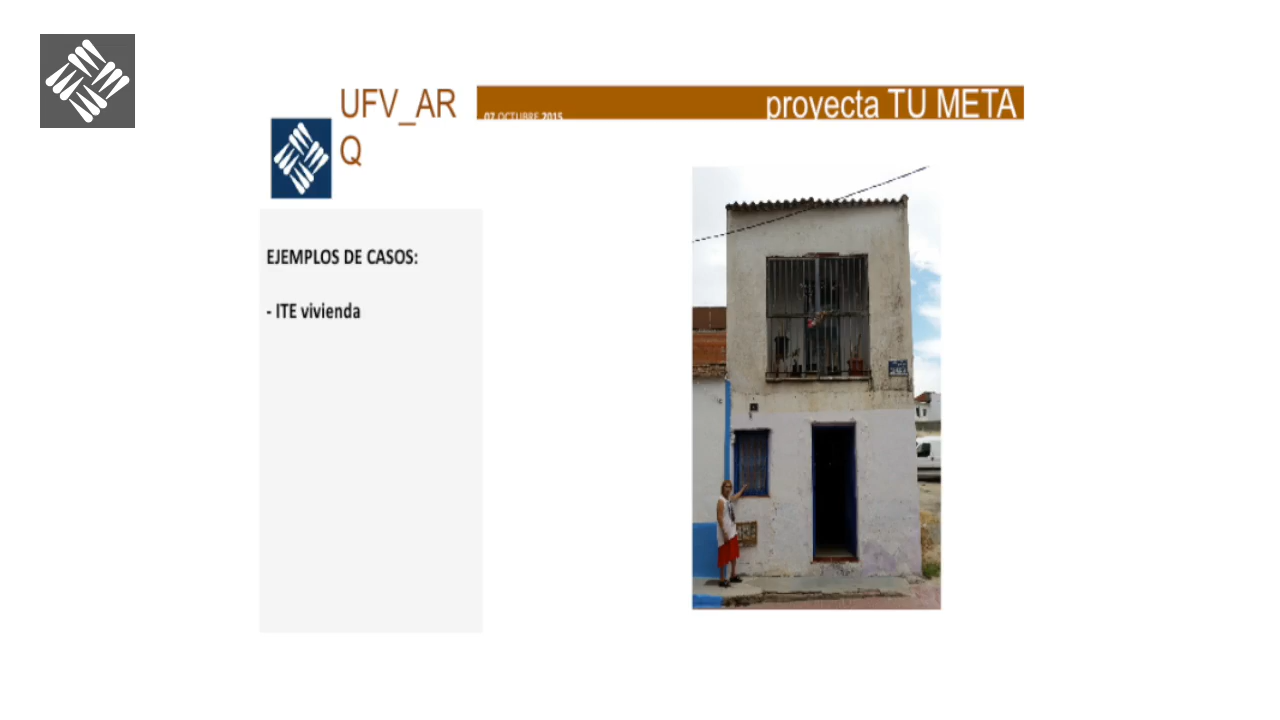 UFV_AR
Q
07 OCTUBRE 2015
proyecta TU META
EJEMPLOS DE CASOS:
- ITE vivienda